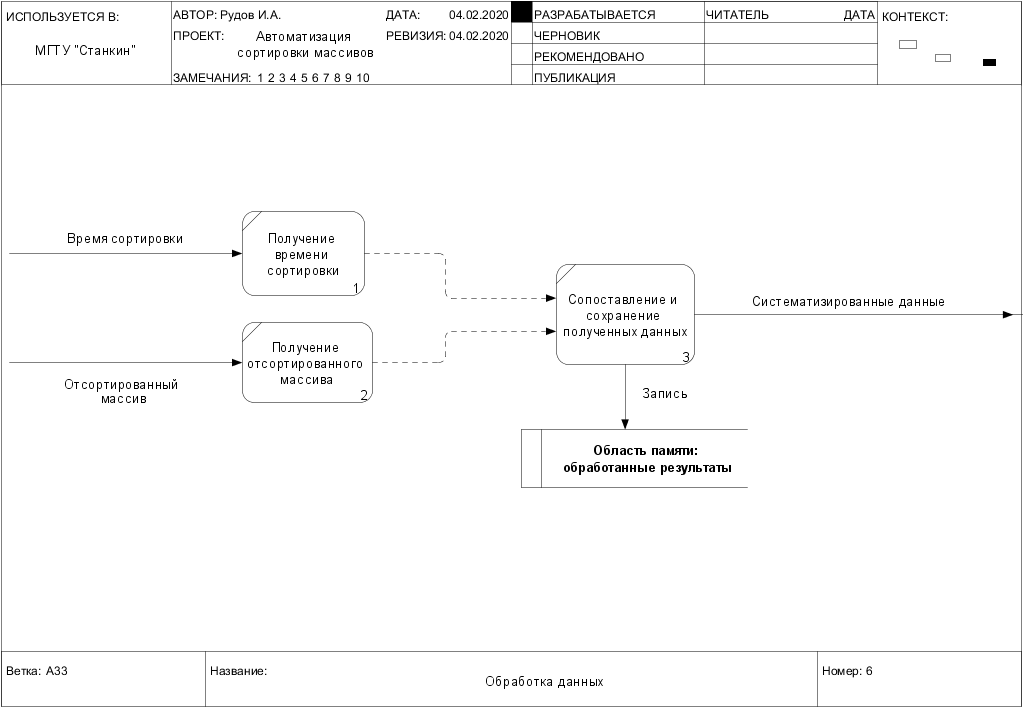 ИСПОЛЬЗУЕТСЯ В:
МГТУ "Станкин"
АВТОР: Рудов И.А.
ДАТА: 04.02.2020
ПРОЕКТ: Автоматизация
сортировки массивов
РЕВИЗИЯ: 04.02.2020
ЗАМЕЧАНИЯ: 1 2 3 4 5 6 7 8 9 10
РАЗРАБАТЫВАЕТСЯ
ЧЕРНОВИК
РЕКОМЕНДОВАНО
ПУБЛИКАЦИЯ
ЧИТАТЕЛЬ ДАТА
КОНТЕКСТ:
Время сортировки
Получение
времени
сортировки
1
Отсортированный
массив
Получение
отсортированного
массива
2
Сопоставление и
сохранение
полученных данных
3
Систематизированные данные
Запись
Область памяти:
обработанные результаты
Ветка: A33
Название:
Обработка данных
Номер: 6